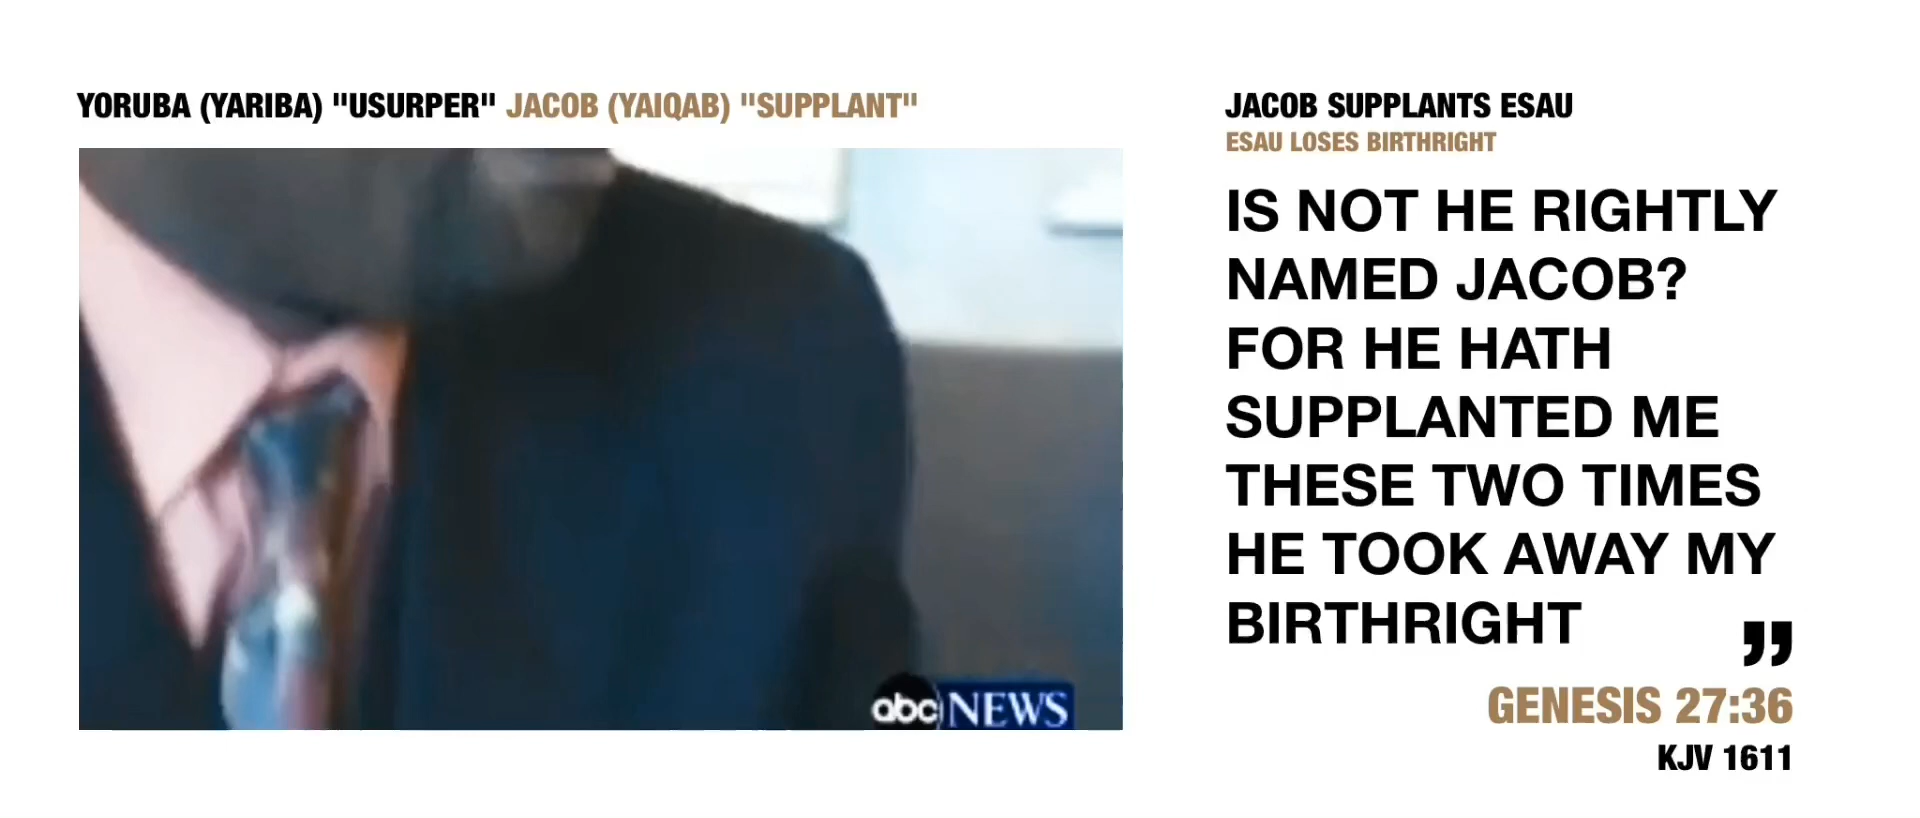 YORUBA (YARIBA) "USURPER" JACOB (YAIQAB) "SUPPLANT"
abc NEWS
JACOB SUPPLANTS ESAU
ESAU LOSES BIRTHRIGHT
IS NOT HE RIGHTLY
NAMED JACOB?
FOR HE HATH
SUPPLANTED ME
THESE TWO TIMES
HE TOOK AWAY MY
BIRTHRIGHT
”
GENESIS 27:36
KJV 1611